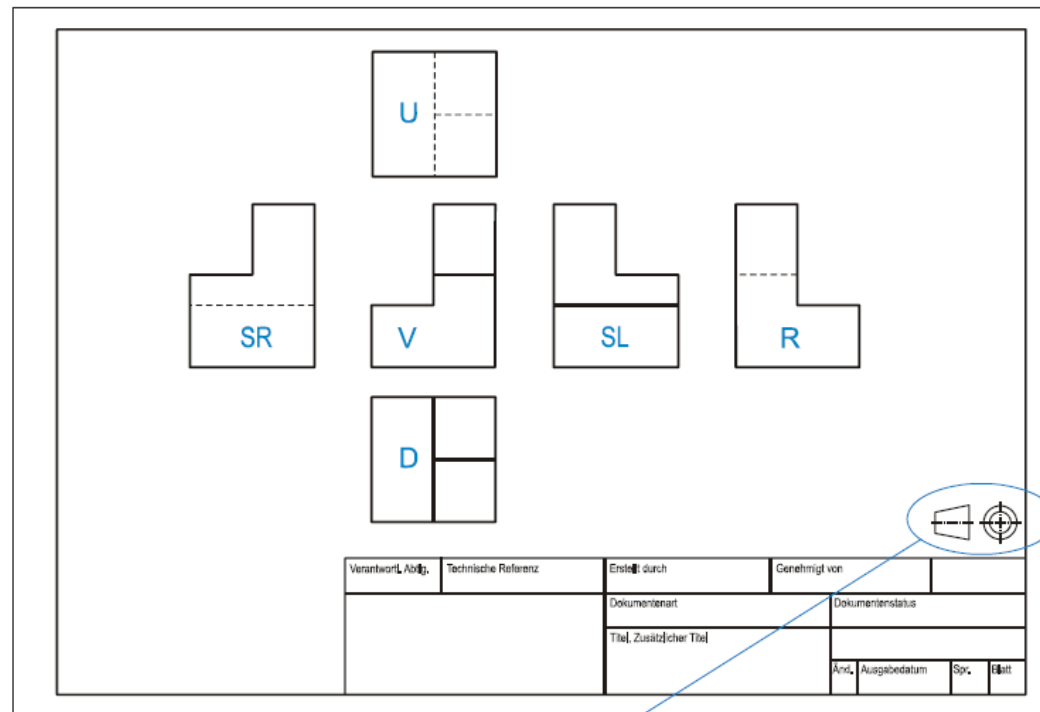 U
SR
V
SL
R
D
Verantwortl. Abtlg.
Technische Referenz
Erstellt durch
Genehmigt von
Dokumentenart
Dokumentenstatus
Titel, Zusätzlicher Titel
Änd.
Ausgabedatum
Spr.
Blatt